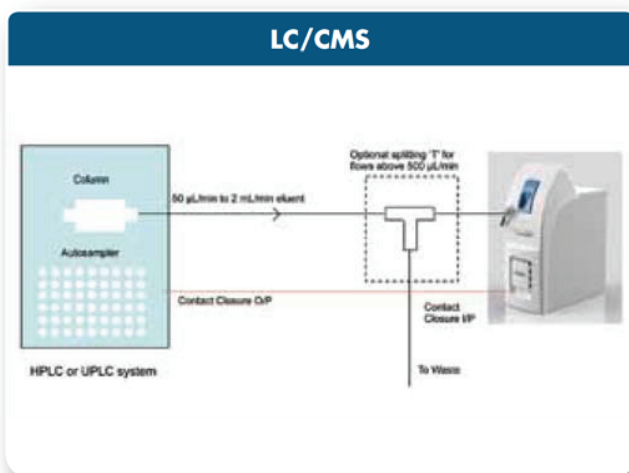 LC/CMS
Optional splitting 'T' for
flows above 500 µL/min
Column
50 µL/min to 2 mL/min eluent
Autosampler
Contact Closure O/P
Contact
Closure I/P
HPLC or UPLC system
To Waste